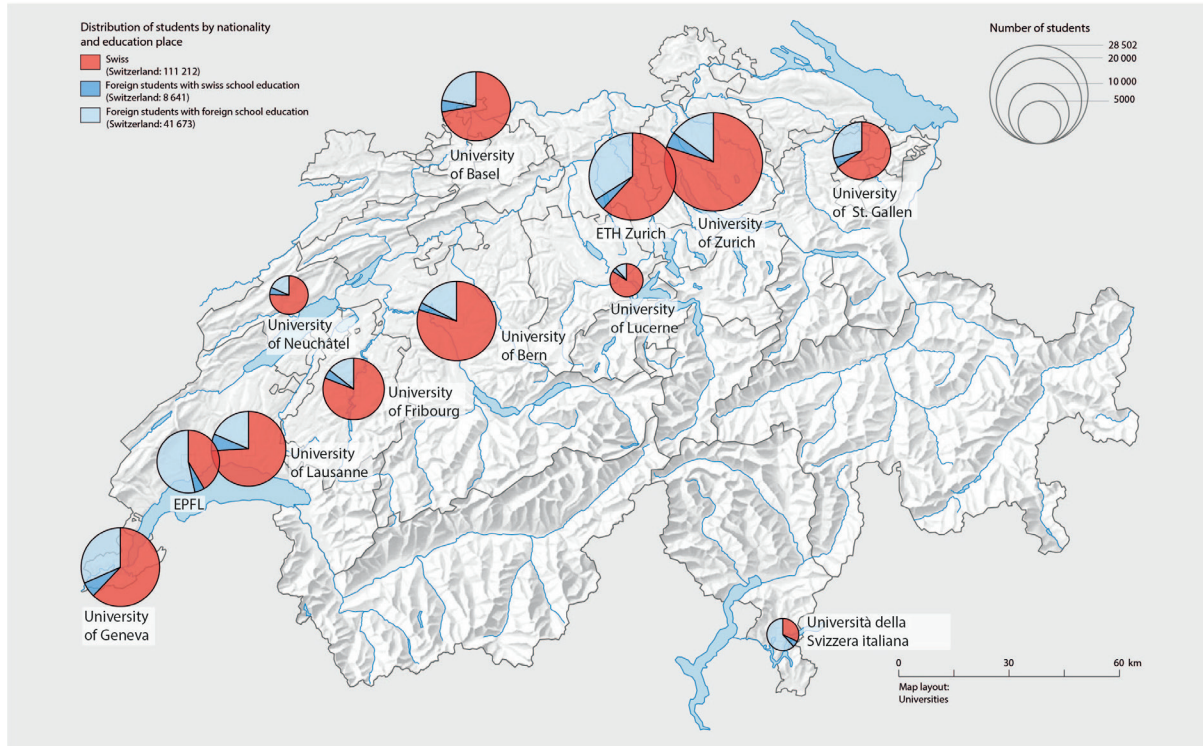 Distribution of students by nationality
and education place
Swiss
(Switzerland: 111 212)
Foreign students with swiss school education
(Switzerland: 8 641)
Foreign students with foreign school education
(Switzerland: 41 673)
Number of students
28 502
20 000
10 000
5000
University
of Basel
University
of St. Gallen
ETH Zurich
University
of Zurich
University
of Lucerne
University
of Neuchâtel
University
of Bern
University
of Fribourg
University
of Lausanne
EPFL
University
of Geneva
Università della
Svizzera italiana
0 30 60 km
Map layout:
Universities